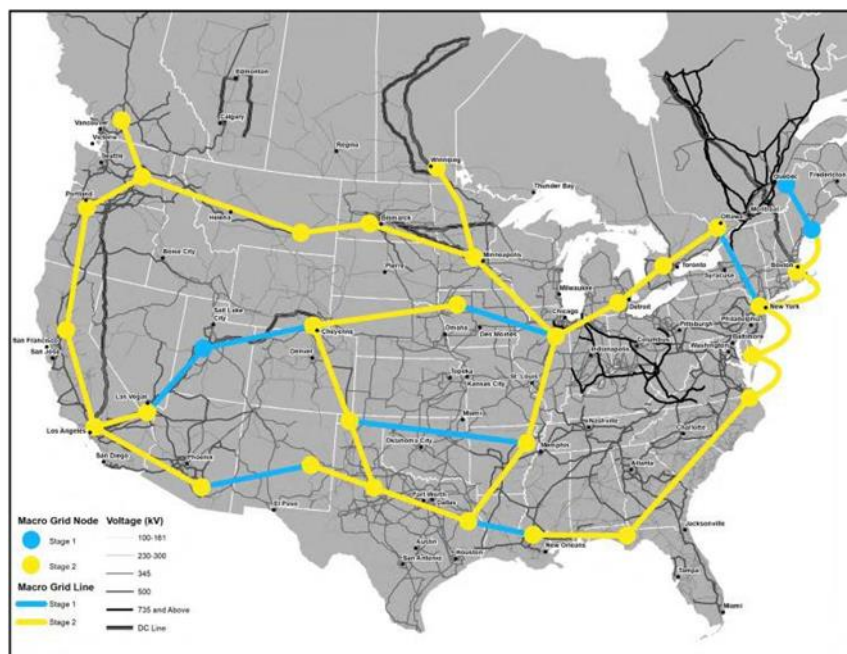 Edmonton
Calgary
Vancouver
Victoria
Seattle
Regina
Winnipeg
Thunder Bay
Quebec
Fredericton
Ottawa
Montreal
Portland
Helena
Bismarck
Minneapolis
Toronto
Syracuse
Boston
Boise City
Pierre
Milwaukee
Detroit
New York
Chicago
Salt Lake
City
Cheyenne
Omaha
Des Moines
Pittsburgh
Philadelphia
Baltimore
Washington
Columbus
Indianapolis
San Francisco
San Jose
Denver
Topeka
Kansas City
St. Louis
Las Vegas
Miami
Nashville
Charlotte
Los Angeles
Oklahoma City
Memphis
San Diego
Phoenix
Atlanta
El Paso
Fort Worth
Dallas
Jacksonville
Austin
San Antonio
Houston
New Orleans
Tampa
Miami
Macro Grid Node
Stage 1
Stage 2
Macro Grid Line
Stage 1
Stage 2
Voltage (kV)
100-161
230-300
345
500
735 and Above
DC Line